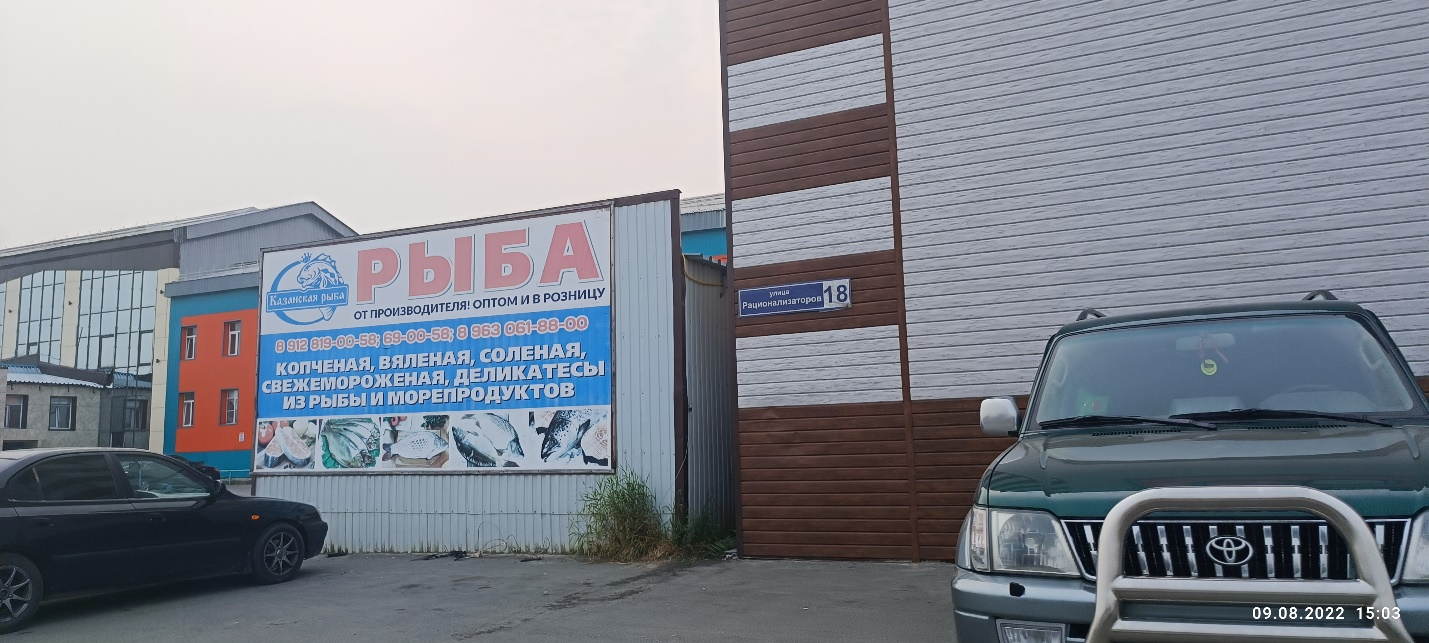 РЫБА
Казанская рыба
ОТ ПРОИЗВОДИТЕЛЯ! ОПТОМ И В РОЗНИЦУ
8 912 819-00-58; 69-00-58; 8 963 061-88-00
КОПЧЕНАЯ, ВЯЛЕНАЯ, СОЛЕНАЯ,
СВЕЖЕМОРОЖЕНАЯ, ДЕЛИКАТЕСЫ
ИЗ РЫБЫ И МОРЕПРОДУКТОВ
улица
Рационализаторов 18
09.08.2022 15:03